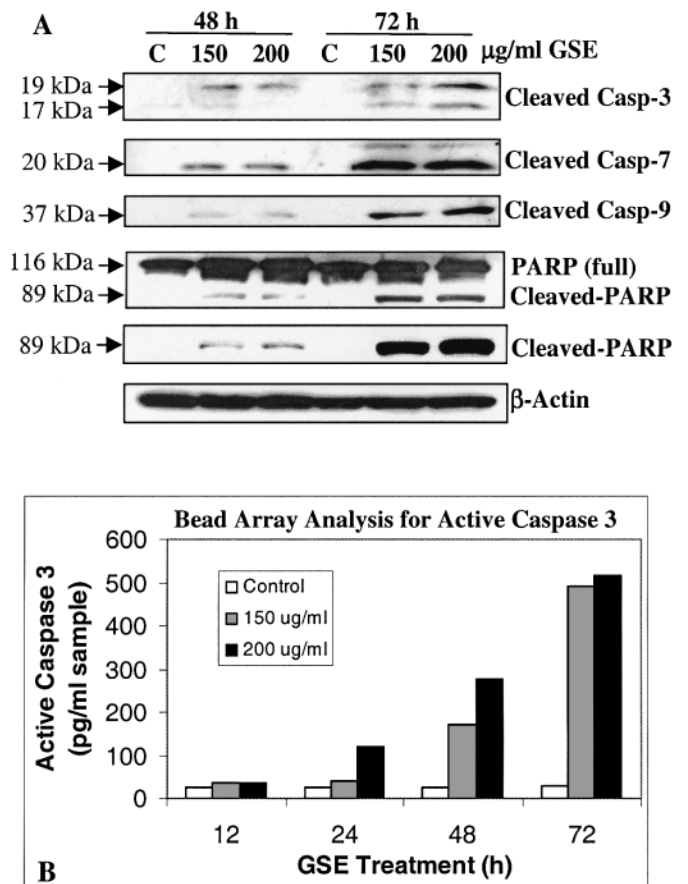 A
48 h 72 h
C 150 200 C 150 200 μg/ml GSE
19 kDa
17 kDa
Cleaved Casp-3
20 kDa
Cleaved Casp-7
37 kDa
Cleaved Casp-9
116 kDa
PARP (full)
89 kDa
Cleaved-PARP
89 kDa
Cleaved-PARP
β-Actin
Bead Array Analysis for Active Caspase 3
Active Caspase 3
(pg/ml sample)
600
500
400
300
200
100
0
Control
150 ug/ml
200 ug/ml
12 24 48 72
GSE Treatment (h)
B